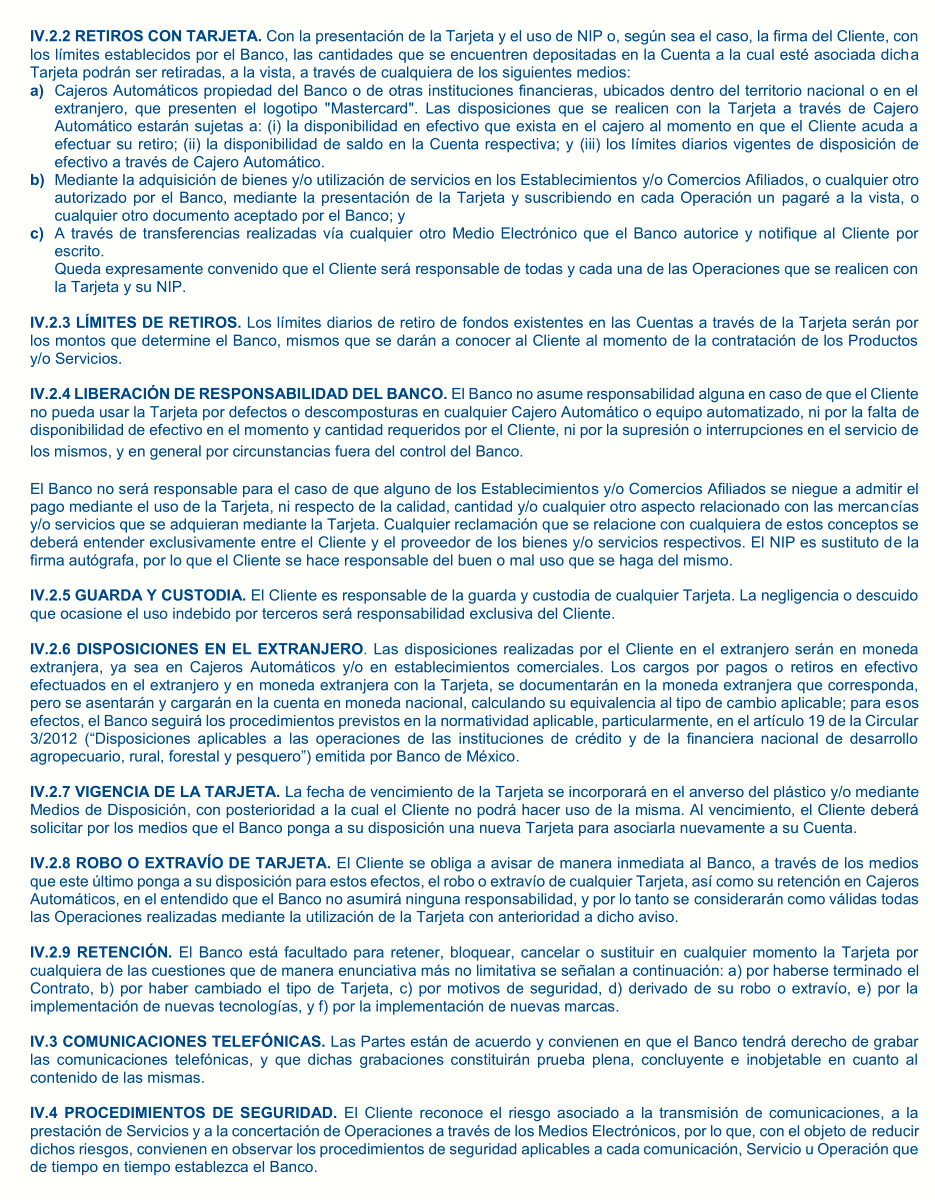 IV.2.2 RETIROS CON TARJETA. Con la presentación de la Tarjeta y el uso de NIP o, según sea el caso, la firma del Cliente, con
los límites establecidos por el Banco, las cantidades que se encuentren depositadas en la Cuenta a la cual esté asociada dicha
Tarjeta podrán ser retiradas, a la vista, a través de cualquiera de los siguientes medios:
a) Cajeros Automáticos propiedad del Banco o de otras instituciones financieras, ubicados dentro del territorio nacional o en el
extranjero, que presenten el logotipo "Mastercard". Las disposiciones que se realicen con la Tarjeta a través de Cajero
Automático estarán sujetas a: (i) la disponibilidad en efectivo que exista en el cajero al momento en que el Cliente acuda a
efectuar su retiro; (ii) la disponibilidad de saldo en la Cuenta respectiva; y (iii) los límites diarios vigentes de disposición de
efectivo a través de Cajero Automático.
b) Mediante la adquisición de bienes y/o utilización de servicios en los Establecimientos y/o Comercios Afiliados, o cualquier otro
autorizado por el Banco, mediante la presentación de la Tarjeta y suscribiendo en cada Operación un pagaré a la vista, o
cualquier otro documento aceptado por el Banco; y
c) A través de transferencias realizadas vía cualquier otro Medio Electrónico que el Banco autorice y notifique al Cliente por
escrito.
Queda expresamente convenido que el Cliente será responsable de todas y cada una de las Operaciones que se realicen con
la Tarjeta y su NIP.
IV.2.3 LÍMITES DE RETIROS. Los límites diarios de retiro de fondos existentes en las Cuentas a través de la Tarjeta serán por
los montos que determine el Banco, mismos que se darán a conocer al Cliente al momento de la contratación de los Productos
y/o Servicios.
IV.2.4 LIBERACIÓN DE RESPONSABILIDAD DEL BANCO. El Banco no asume responsabilidad alguna en caso de que el Cliente
no pueda usar la Tarjeta por defectos o descomposturas en cualquier Cajero Automático o equipo automatizado, ni por la falta de
disponibilidad de efectivo en el momento y cantidad requeridos por el Cliente, ni por la supresión o interrupciones en el servicio de
los mismos, y en general por circunstancias fuera del control del Banco.
El Banco no será responsable para el caso de que alguno de los Establecimientos y/o Comercios Afiliados se niegue a admitir el
pago mediante el uso de la Tarjeta, ni respecto de la calidad, cantidad y/o cualquier otro aspecto relacionado con las mercancías
y/o servicios que se adquieran mediante la Tarjeta. Cualquier reclamación que se relacione con cualquiera de estos conceptos se
deberá entender exclusivamente entre el Cliente y el proveedor de los bienes y/o servicios respectivos. El NIP es sustituto de la
firma autógrafa, por lo que el Cliente se hace responsable del buen o mal uso que se haga del mismo.
IV.2.5 GUARDA Y CUSTODIA. El Cliente es responsable de la guarda y custodia de cualquier Tarjeta. La negligencia o descuido
que ocasione el uso indebido por terceros será responsabilidad exclusiva del Cliente.
IV.2.6 DISPOSICIONES EN EL EXTRANJERO. Las disposiciones realizadas por el Cliente en el extranjero serán en moneda
extranjera, ya sea en Cajeros Automáticos y/o en establecimientos comerciales. Los cargos por pagos o retiros en efectivo
efectuados en el extranjero y en moneda extranjera con la Tarjeta, se documentarán en la moneda extranjera que corresponda,
pero se asentarán y cargarán en la cuenta en moneda nacional, calculando su equivalencia al tipo de cambio aplicable; para esos
efectos, el Banco seguirá los procedimientos previstos en la normatividad aplicable, particularmente, en el artículo 19 de la Circular
3/2012 (“Disposiciones aplicables a las operaciones de las instituciones de crédito y de la financiera nacional de desarrollo
agropecuario, rural, forestal y pesquero”) emitida por Banco de México.
IV.2.7 VIGENCIA DE LA TARJETA. La fecha de vencimiento de la Tarjeta se incorporará en el anverso del plástico y/o mediante
Medios de Disposición, con posterioridad a la cual el Cliente no podrá hacer uso de la misma. Al vencimiento, el Cliente deberá
solicitar por los medios que el Banco ponga a su disposición una nueva Tarjeta para asociarla nuevamente a su Cuenta.
IV.2.8 ROBO O EXTRAVÍO DE TARJETA. El Cliente se obliga a avisar de manera inmediata al Banco, a través de los medios
que este último ponga a su disposición para estos efectos, el robo o extravío de cualquier Tarjeta, así como su retención en Cajeros
Automáticos, en el entendido que el Banco no asumirá ninguna responsabilidad, y por lo tanto se considerarán como válidas todas
las Operaciones realizadas mediante la utilización de la Tarjeta con anterioridad a dicho aviso.
IV.2.9 RETENCIÓN. El Banco está facultado para retener, bloquear, cancelar o sustituir en cualquier momento la Tarjeta por
cualquiera de las cuestiones que de manera enunciativa más no limitativa se señalan a continuación: a) por haberse terminado el
Contrato, b) por haber cambiado el tipo de Tarjeta, c) por motivos de seguridad, d) derivado de su robo o extravío, e) por la
implementación de nuevas tecnologías, y f) por la implementación de nuevas marcas.
IV.3 COMUNICACIONES TELEFÓNICAS. Las Partes están de acuerdo y convienen en que el Banco tendrá derecho de grabar
las comunicaciones telefónicas, y que dichas grabaciones constituirán prueba plena, concluyente e inobjetable en cuanto al
contenido de las mismas.
IV.4 PROCEDIMIENTOS DE SEGURIDAD. El Cliente reconoce el riesgo asociado a la transmisión de comunicaciones, a la
prestación de Servicios y a la concertación de Operaciones a través de los Medios Electrónicos, por lo que, con el objeto de reducir
dichos riesgos, convienen en observar los procedimientos de seguridad aplicables a cada comunicación, Servicio u Operación que
de tiempo en tiempo establezca el Banco.